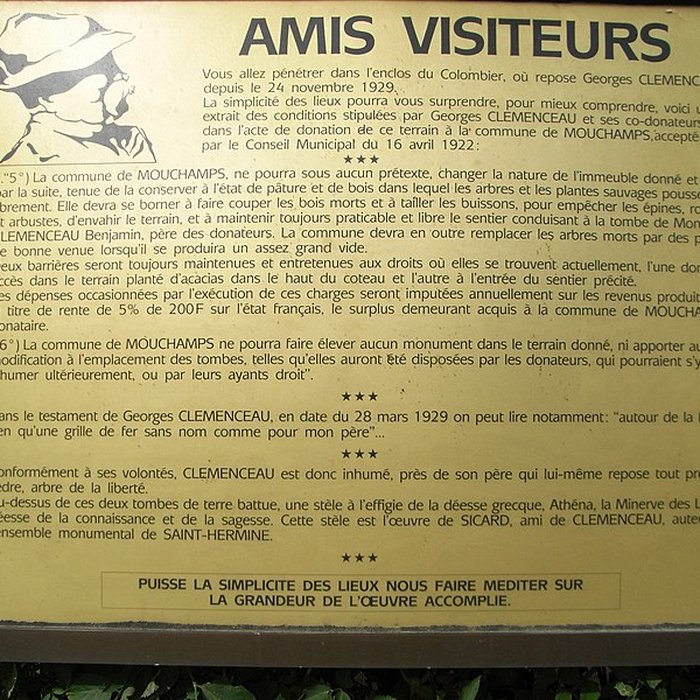 AMIS VISITEURS
Vous allez pénétrer dans l'enclos du Colombier, où repose Georges CLEMENC
depuis le 24 novembre 1929.
La simplicité des lieux pourra vous surprendre, pour mieux comprendre, voici u
extrait des conditions stipulées par Georges CLEMENCEAU et ses co-donateurs
dans l'acte de donation de ce terrain à la commune de MOUCHAMPS,accepté
par le Conseil Municipal du 16 avril 1922:
★★★
."5°) La commune de MOUCHAMPS, ne pourra sous aucun prétexte, changer la nature de l'immeuble donné et
par la suite, tenue de la conserver à l'état de pâture et de bois dans lequel les arbres et les plantes sauvages pousse
brement. Elle devra se borner à faire couper les bois morts et à tailler les buissons, pour empêcher les épines, ron
t arbustes, d'envahir le terrain, et à maintenir toujours praticable et libre le sentier conduisant à la tombe de Mon
LEMENCEAU Benjamin, père des donateurs. La commune devra en outre remplacer les arbres morts par des p
e bonne venue lorsqu'il se produira un assez grand vide.
eux barrières seront toujours maintenues et entretenues aux droits où elles se trouvent actuellement, l'une don
ccès dans le terrain planté d'acacias dans le haut du coteau et l'autre à l'entrée du sentier précité.
es dépenses occasionnées par l'exécution de ces charges seront imputées annuellement sur les revenus produit
titre de rente de 5% de 200F sur l'état français, le surplus demeurant acquis à la commune de MOUCHA
onataire.
6°) La commune de MOUCHAMPS ne pourra faire élever aucun monument dans le terrain donné, ni apporter au
odification à l'emplacement des tombes, telles qu'elles auront été disposées par les donateurs, qui pourraient s'y
humer ultérieurement, ou par leurs ayants droit".
★★★
ans le testament de Georges CLEMENCEAU, en date du 28 mars 1929 on peut lire notamment: "autour de la
en qu'une grille de fer sans nom comme pour mon père"...
★★★
onformément à ses volontés, CLEMENCEAU est donc inhumé, près de son père qui lui-même repose tout pr
èdre, arbre de la liberté.
u-dessus de ces deux tombes de terre battue, une stèle à l'effigie de la déesse grecque, Athéna, la Minerve des L
éesse de la connaissance et de la sagesse. Cette stèle est l'œuvre de SICARD, ami de CLEMENCEAU, aute
ensemble monumental de SAINT-HERMINE.
★★★
PUISSE LA SIMPLICITE DES LIEUX NOUS FAIRE MEDITER SUR
LA GRANDEUR DE L'ŒUVRE ACCOMPLIE.